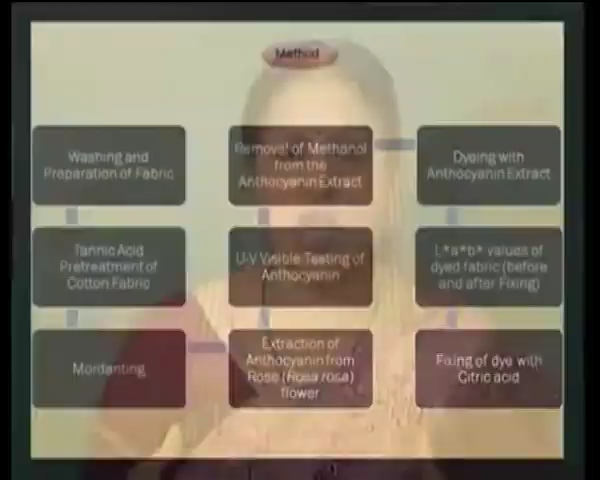 Method
Washing and
Preparation of Fabric
Tannic Acid
Pretreatment of
Cotton Fabric
Mordanting
Removal of Methanol
from the
Anthocyanin Extract
U-V Visible Testing of
Anthocyanin
Extraction of
Anthocyanin from
Rose (Rosa rosa)
flower
Dyeing with
Anthocyanin Extract
L*a*b* values of
dyed fabric (before
and after Fixing)
Fixing of dye with
Citric acid